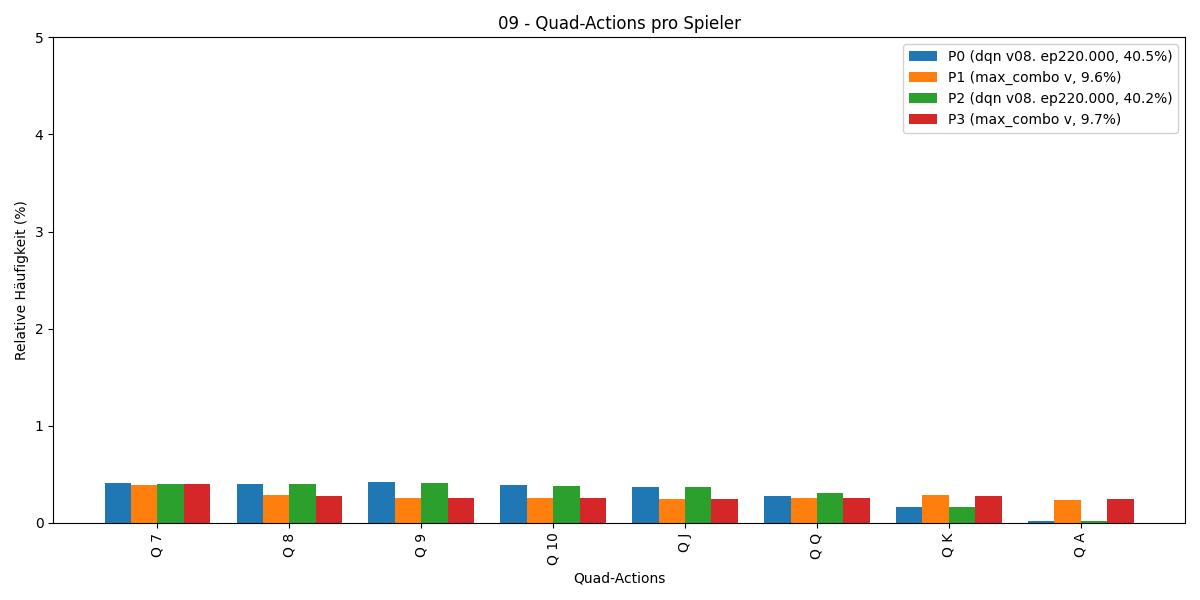 09 - Quad-Actions pro Spieler
P0 (dqn v08. ep220.000, 40.5%)
P1 (max_combo v, 9.6%)
P2 (dqn v08. ep220.000, 40.2%)
P3 (max_combo v, 9.7%)
Relative Häufigkeit (%)
5
4
3
2
1
0
Q 7
Q 8
Q 9
Q 10
Q J
Q Q
Q K
Q A
Quad-Actions